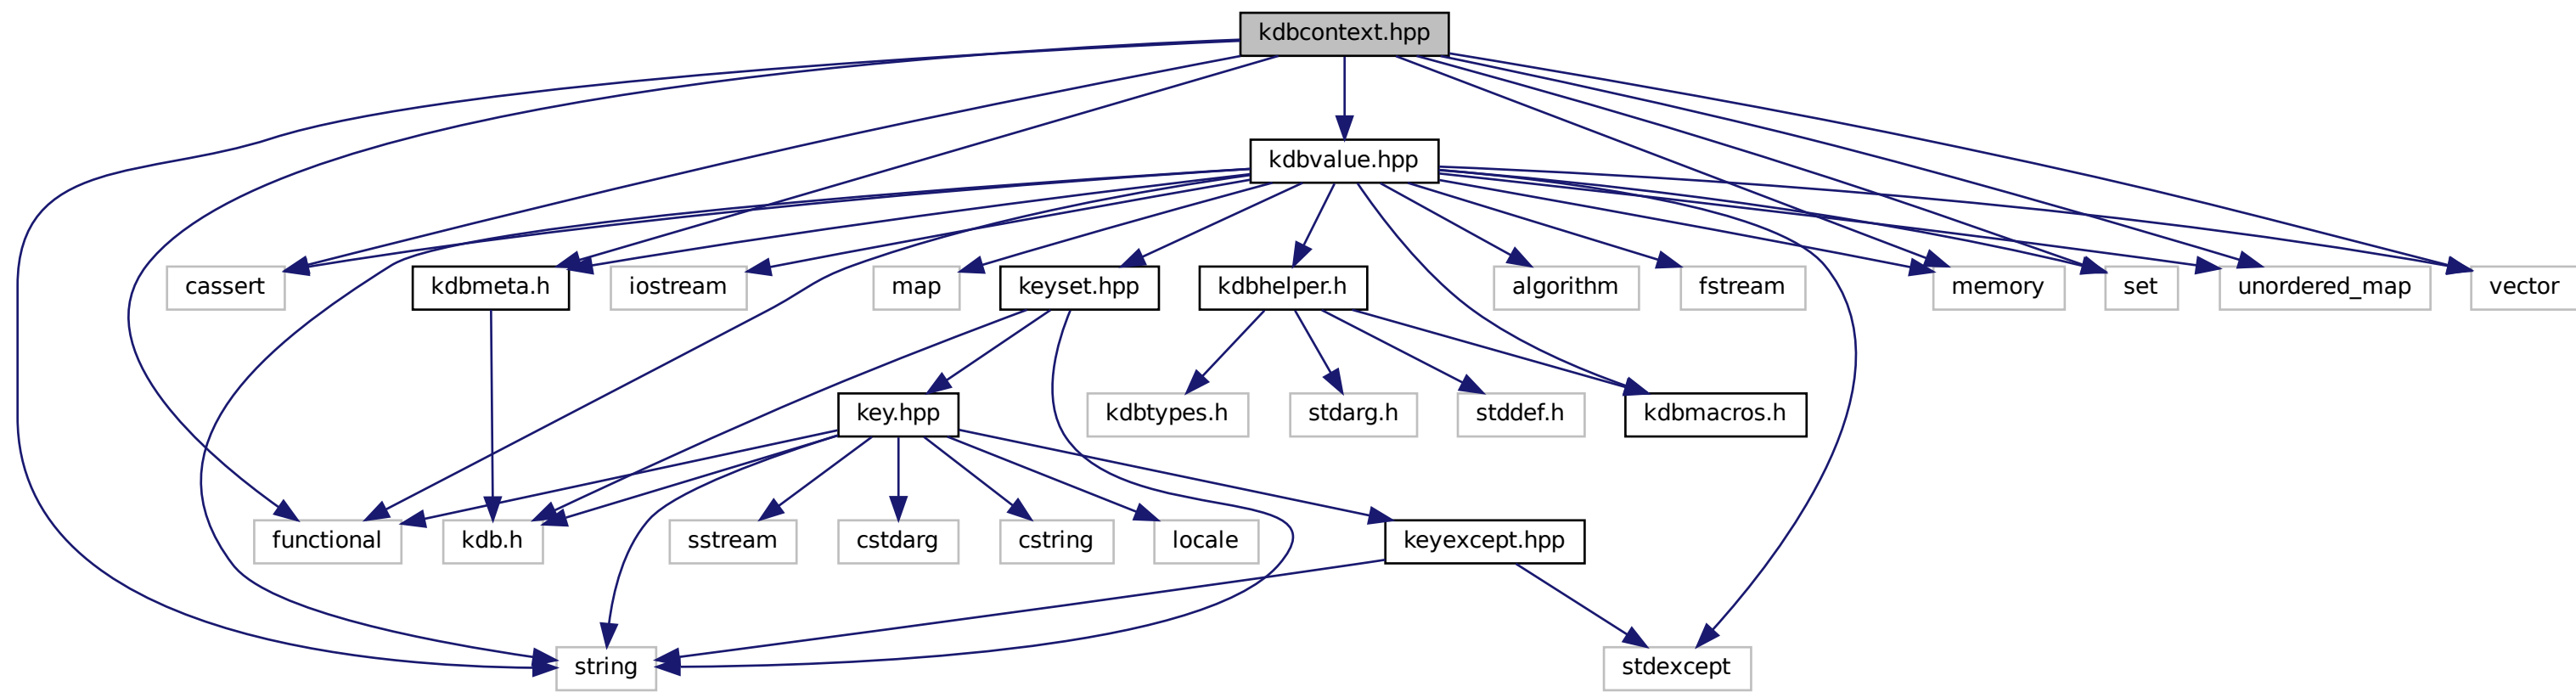 kdbcontext.hpp
kdbvalue.hpp
cassert
kdbmeta.h
iostream
map
keyset.hpp
kdbhelper.h
algorithm
fstream
memory
set
unordered_map
vector
key.hpp
kdbtypes.h
stdarg.h
stddef.h
kdbmacros.h
functional
kdb.h
sstream
cstdarg
cstring
locale
keyexcept.hpp
string
stdexcept